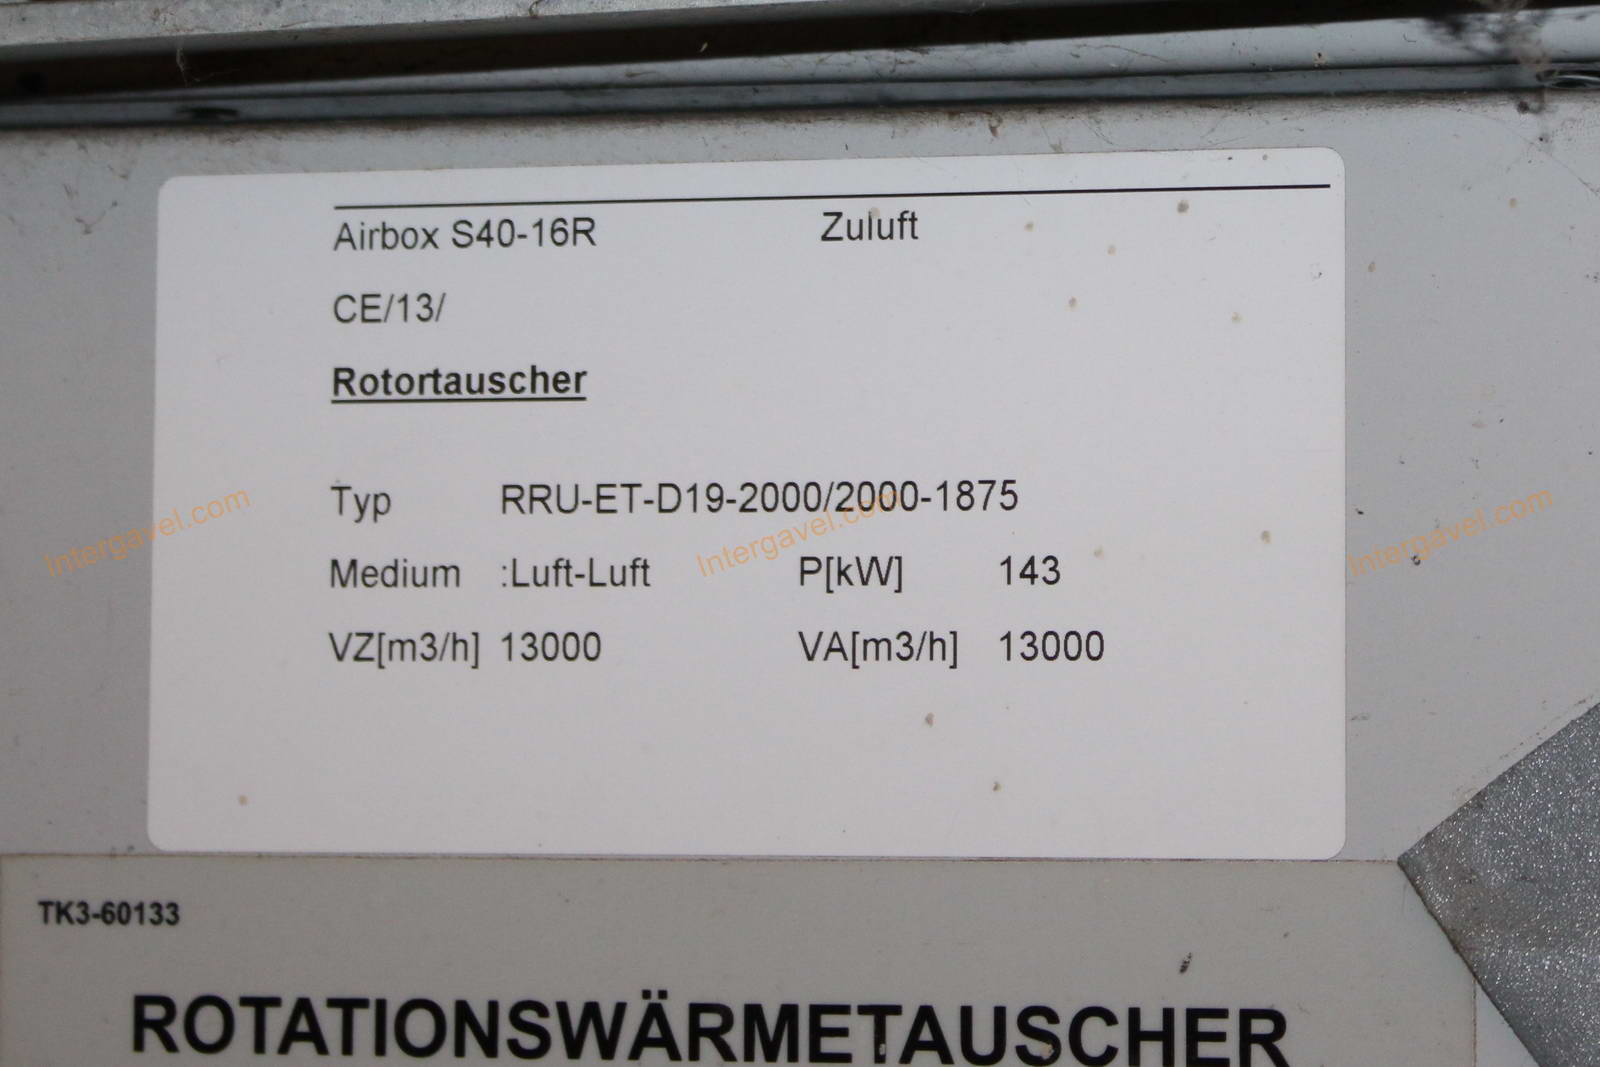 Airbox S40-16R Zuluft
CE/13/
Rotortauscher
Typ RRU-ET-D19-2000/2000-1875
Medium :Luft-Luft P[kW] 143
VZ[m3/h] 13000 VA[m3/h] 13000
Intergavel.com Intergavel.com Intergavel.com
TK3-60133
ROTATIONSWÄRMETAUSCHER